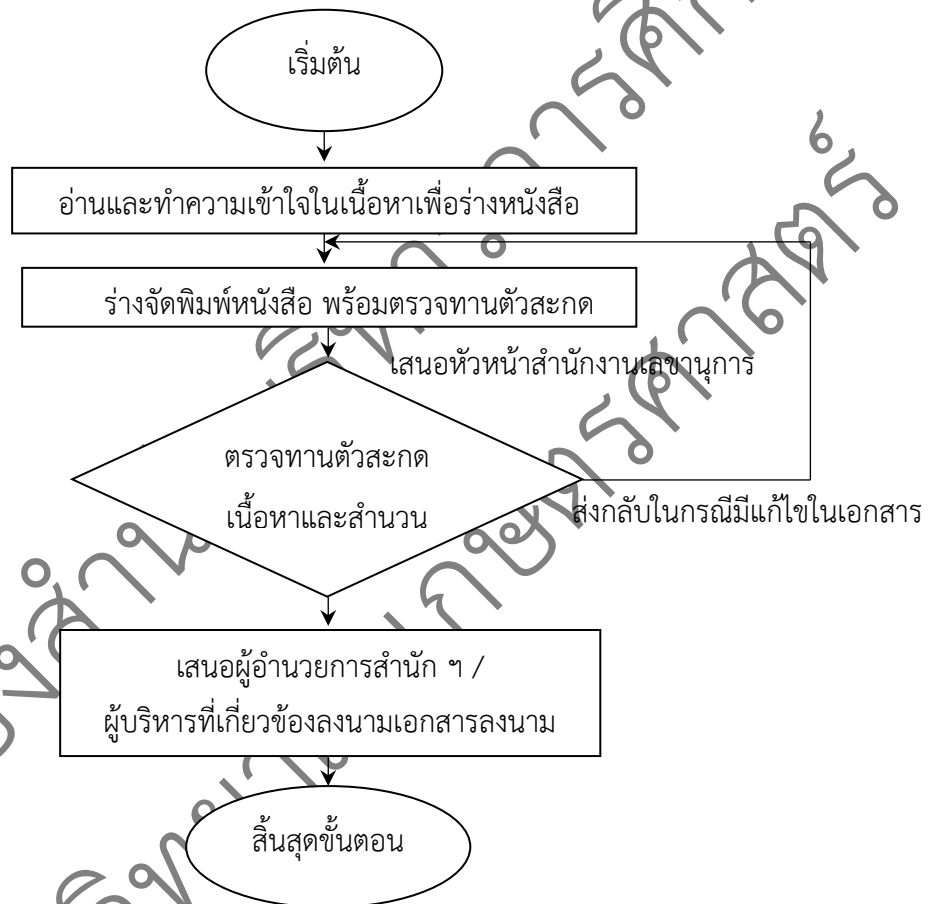 เริ่มต้น
อ่านและทำความเข้าใจในเนื้อหาเพื่อร่างหนังสือ
ร่างจัดพิมพ์หนังสือ พร้อมตรวจทานตัวสะกด
เสนอหัวหน้าสำนักงานเลขานุการ
ตรวจทานตัวสะกด
เนื้อหาและสำนวน
ส่งกลับในกรณีมีแก้ไขในเอกสาร
เสนอผู้อำนวยการสำนัก ฯ /
ผู้บริหารที่เกี่ยวข้องลงนามเอกสารลงนาม
สิ้นสุดขั้นตอน